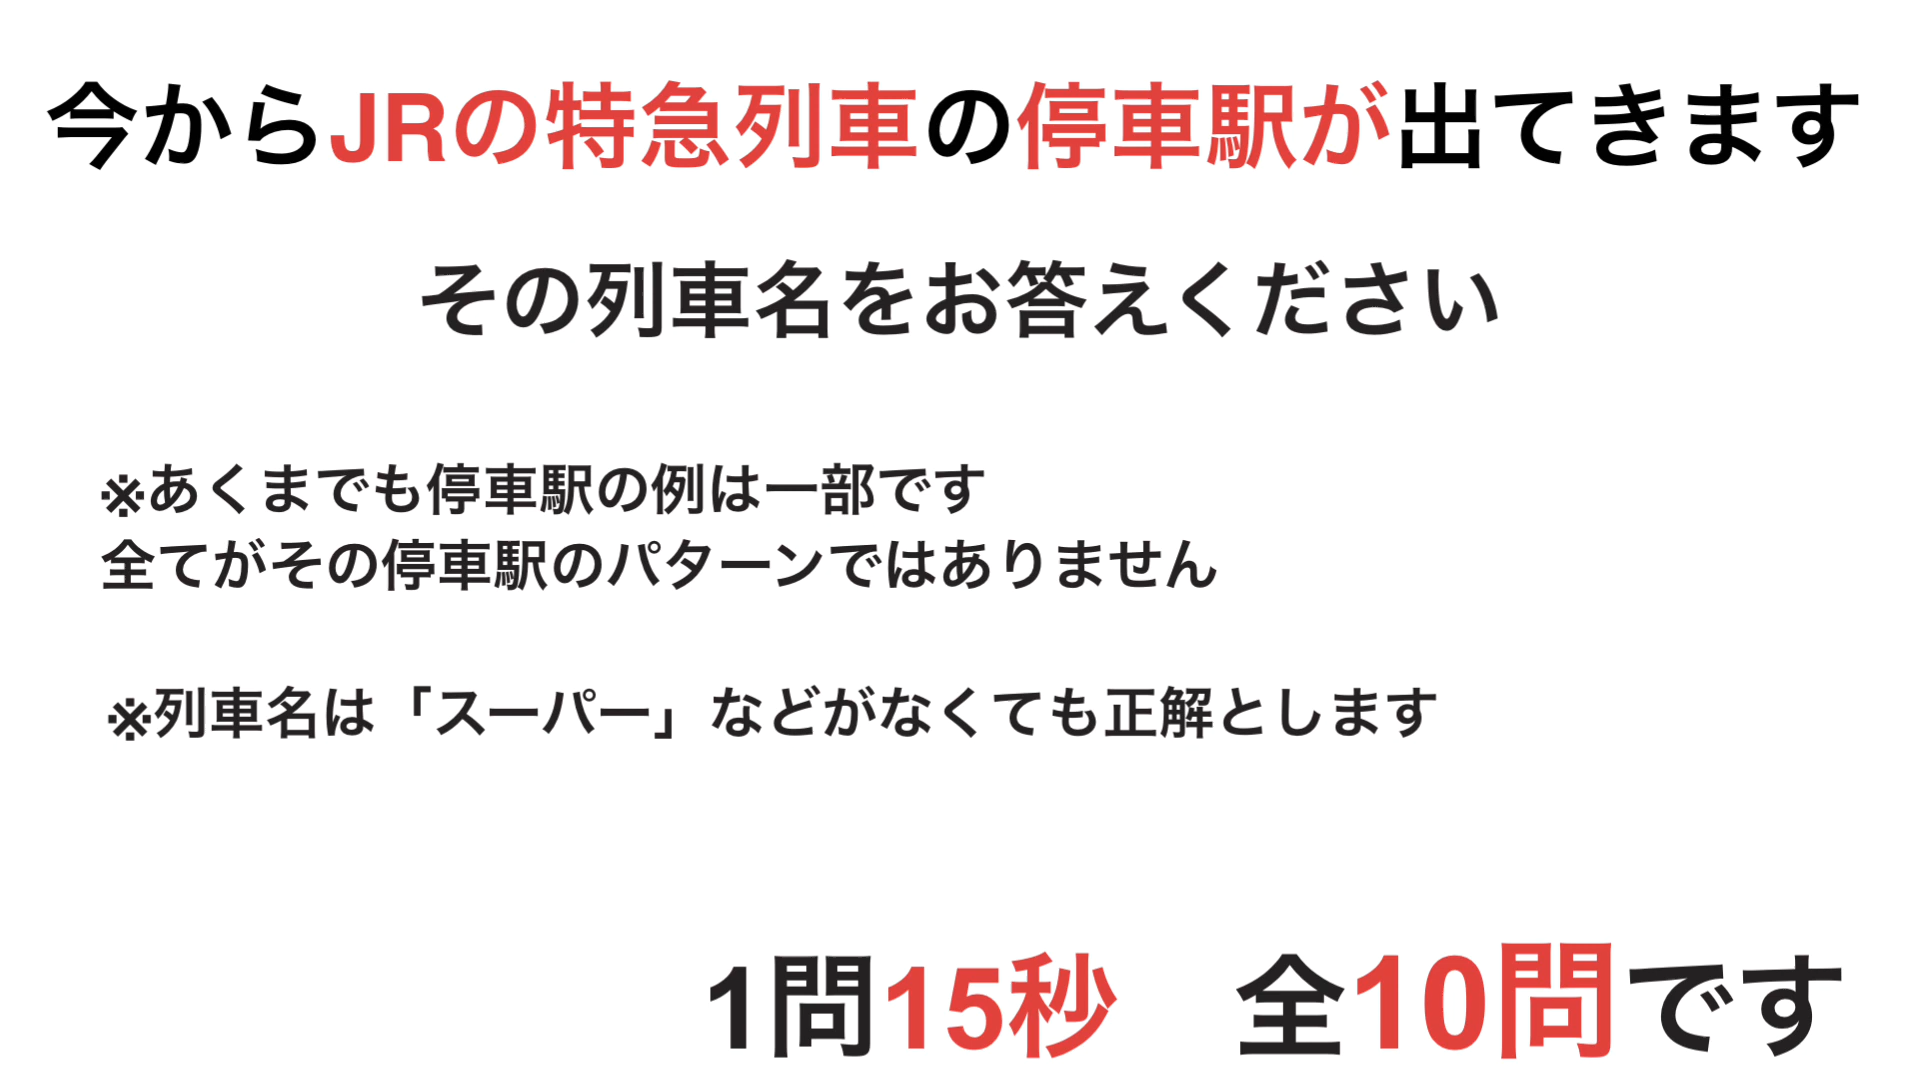 今からJRの特急列車の停車駅が出てきます
その列車名をお答えください
※あくまでも停車駅の例は一部です
全てがその停車駅のパターンではありません
※列車名は「スーパー」などがなくても正解とします
1問15秒　全10問です